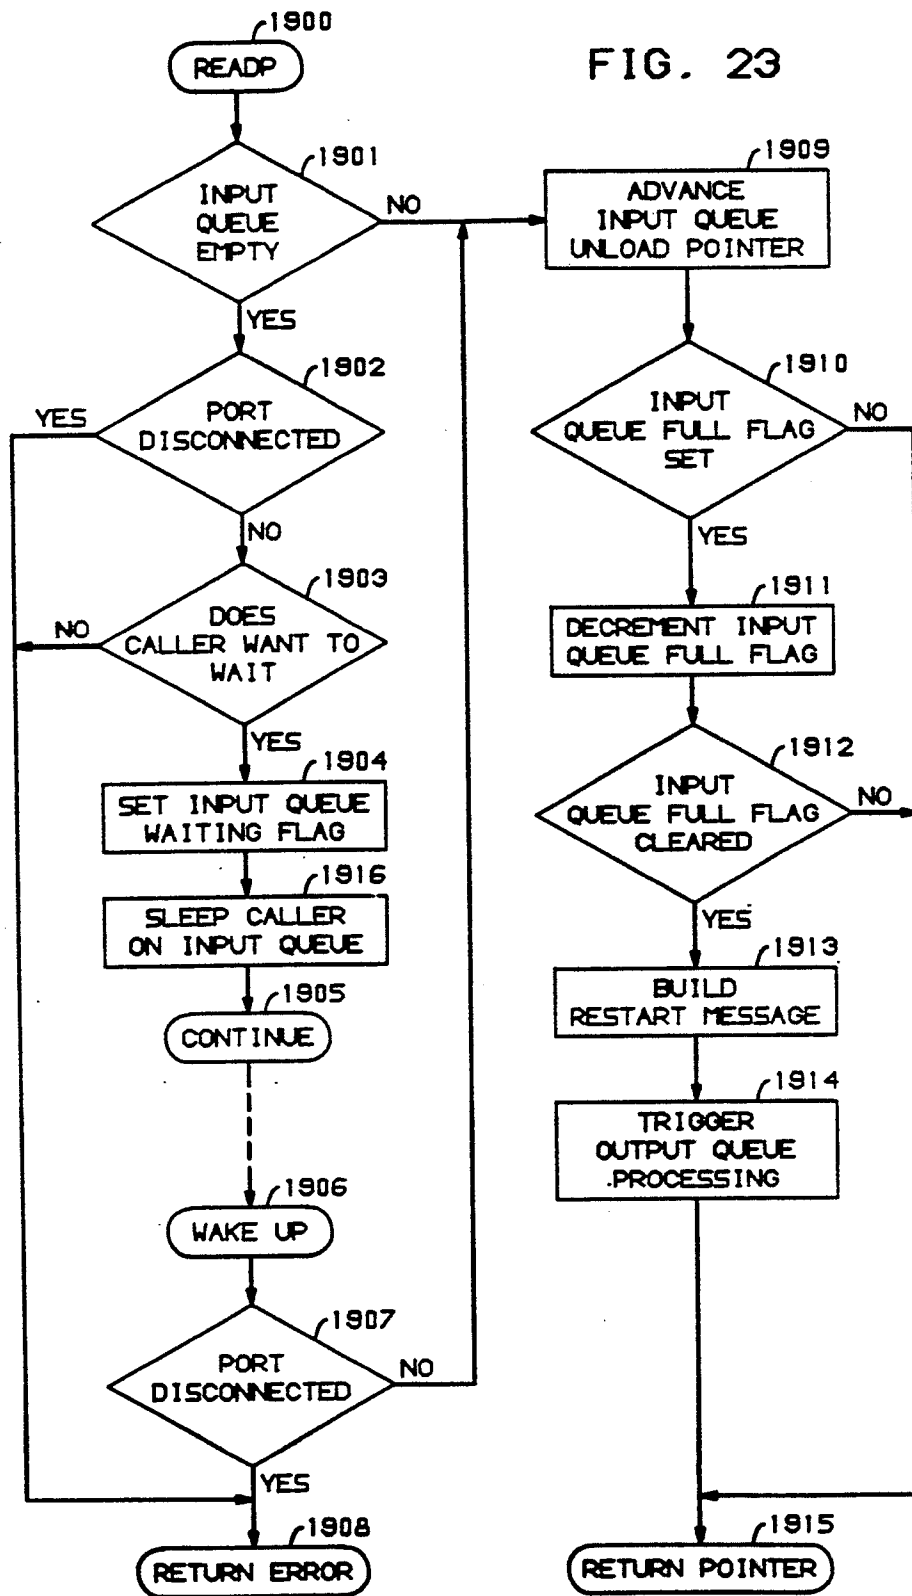 FIG. 23
1900
READP
1901
INPUT
QUEUE
EMPTY
NO
YES
1902
PORT
DISCONNECTED
YES
NO
1903
DOES
CALLER WANT TO
WAIT
NO
YES
1904
SET INPUT QUEUE
WAITING FLAG
1916
SLEEP CALLER
ON INPUT QUEUE
1905
CONTINUE
1906
WAKE UP
1907
PORT
DISCONNECTED
NO
YES
1908
RETURN ERROR
1909
ADVANCE
INPUT QUEUE
UNLOAD POINTER
1910
INPUT
QUEUE FULL FLAG
SET
NO
YES
1911
DECREMENT INPUT
QUEUE FULL FLAG
1912
INPUT
QUEUE FULL FLAG
CLEARED
NO
YES
1913
BUILD
RESTART MESSAGE
1914
TRIGGER
OUTPUT QUEUE
PROCESSING
1915
RETURN POINTER